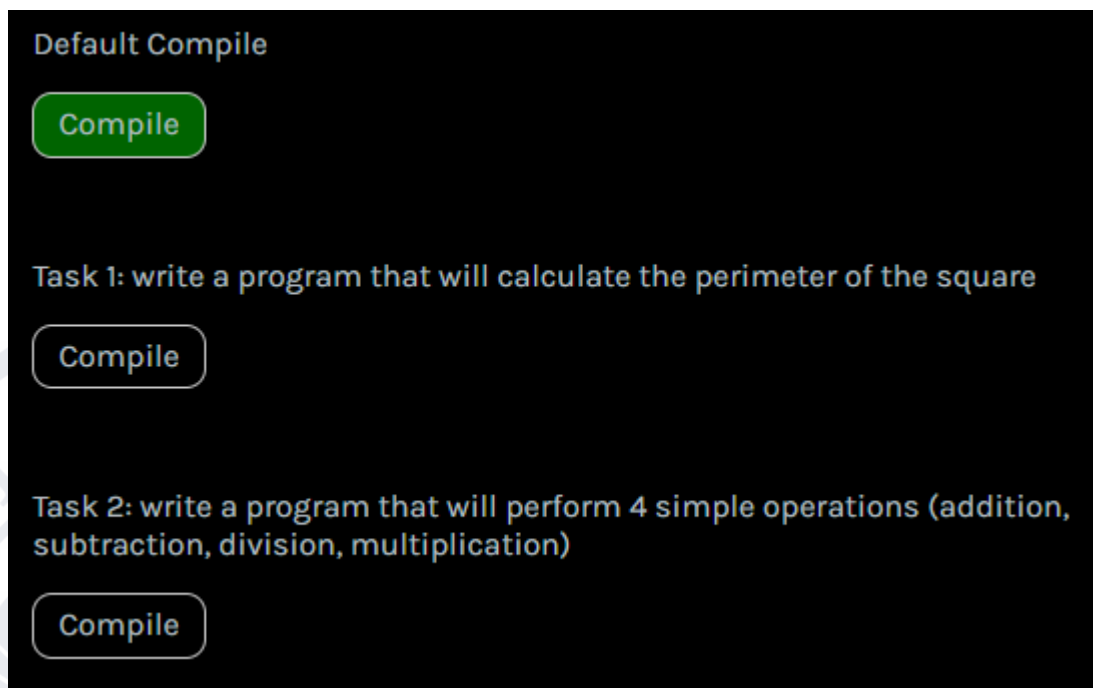 Default Compile
Compile
Task 1: write a program that will calculate the perimeter of the square
Compile
Task 2: write a program that will perform 4 simple operations (addition,
subtraction, division, multiplication)
Compile